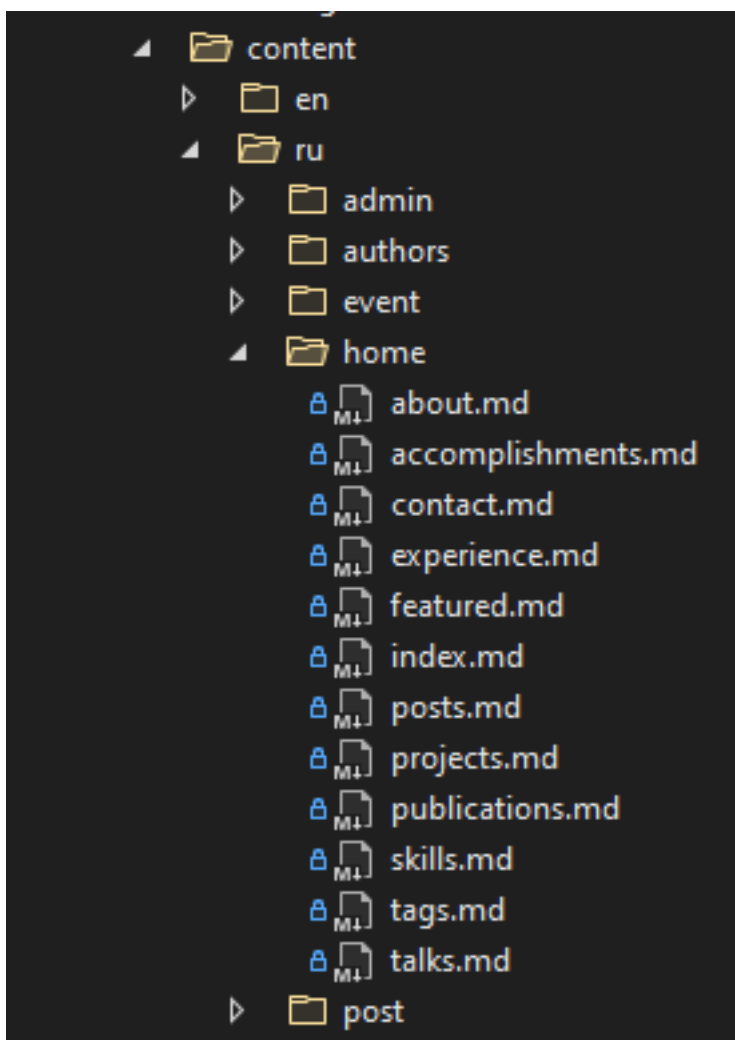 content
en
ru
admin
authors
event
home
about.md
accomplishments.md
contact.md
experience.md
featured.md
index.md
posts.md
projects.md
publications.md
skills.md
tags.md
talks.md
post